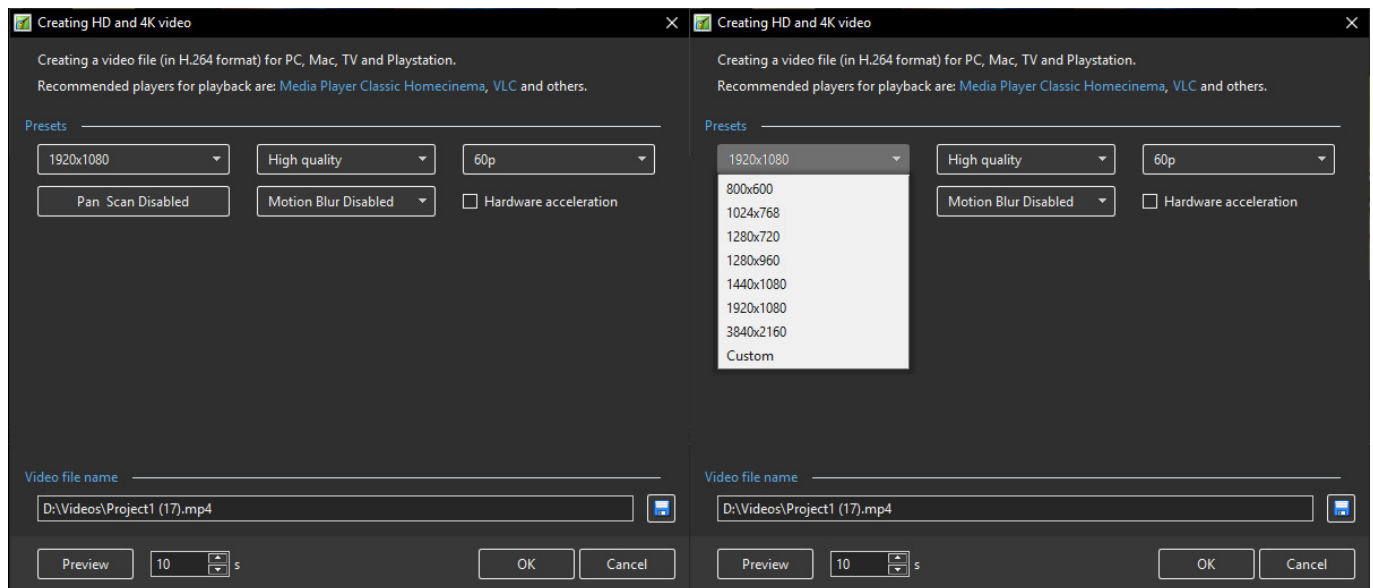 Creating HD and 4K video
Creating a video file (in H.264 format) for PC, Mac, TV and Playstation.
Recommended players for playback are: Media Player Classic Homecinema, VLC and others.
Presets
1920x1080
High quality
60p
Pan Scan Disabled
Motion Blur Disabled
Hardware acceleration
Video file name
D:\Videos\Project1 (17).mp4
Preview
10
s
OK
Cancel
Creating HD and 4K video
Creating a video file (in H.264 format) for PC, Mac, TV and Playstation.
Recommended players for playback are: Media Player Classic Homecinema, VLC and others.
Presets
1920x1080
High quality
60p
800x600
1024x768
1280x720
1280x960
1440x1080
1920x1080
3840x2160
Custom
Motion Blur Disabled
Hardware acceleration
Video file name
D:\Videos\Project1 (17).mp4
Preview
10
s
OK
Cancel